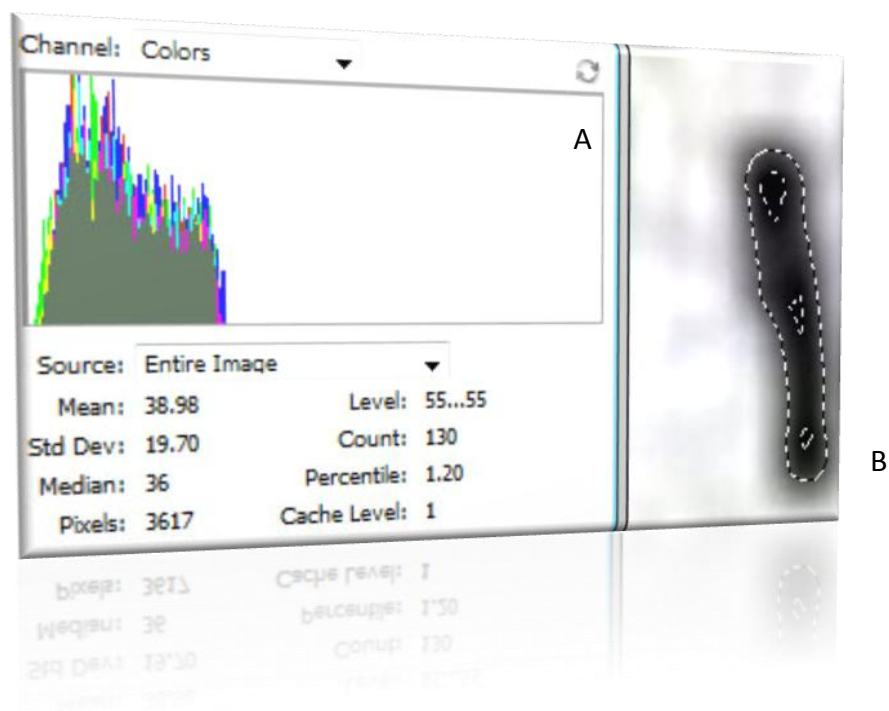 Channel: Colors
A
Source: Entire Image
Mean: 38.98 Level: 55...55
Std Dev: 19.70 Count: 130
Median: 36 Percentile: 1.20
Pixels: 3617 Cache Level: 1
B